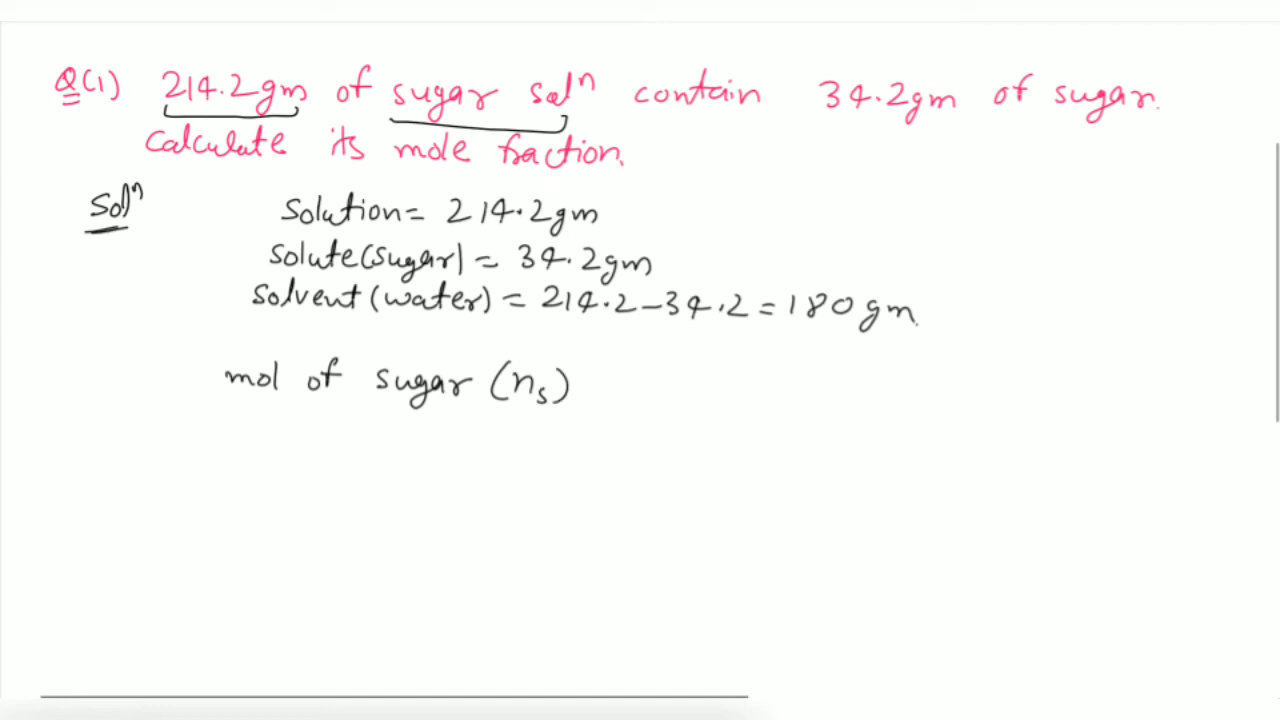 Q(1) 214.2gm of sugar solⁿ contain 34.2gm of sugar.
Calculate its mole fraction.
Solⁿ
Solution = 214.2gm
Solute(sugar) = 34.2gm
Solvent (water) = 214.2-34.2 = 180 gm.
mol of sugar (nₛ)